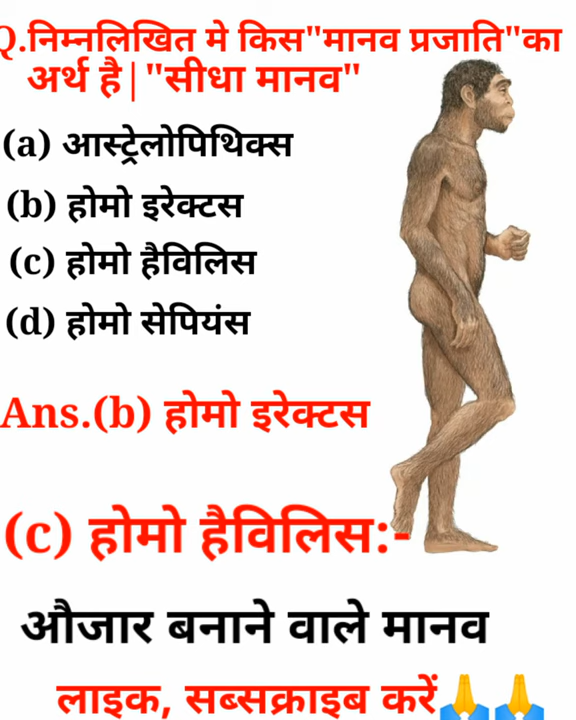 Q.निम्नलिखित मे किस"मानव प्रजाति"का
अर्थ है|"सीधा मानव"
(a) आस्ट्रेलोपिथिक्स
(b) होमो इरेक्टस
(c) होमो हैविलिस
(d) होमो सेपियंस
Ans.(b) होमो इरेक्टस
(c) होमो हैविलिस:-
औजार बनाने वाले मानव
लाइक, सब्सक्राइब करें🙏🙏